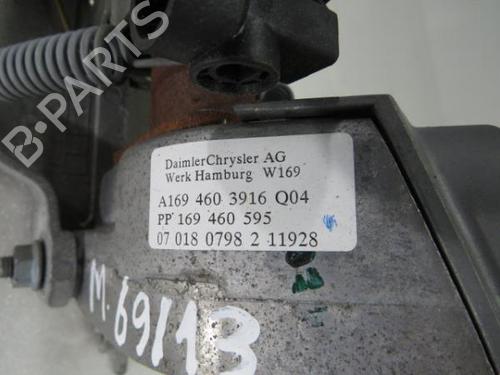 B-PARTS
DaimlerChrysler AG
Werk Hamburg W169
A169 460 3916 Q04
PP 169 460 595
07 018 0798 2 11928
M-69113